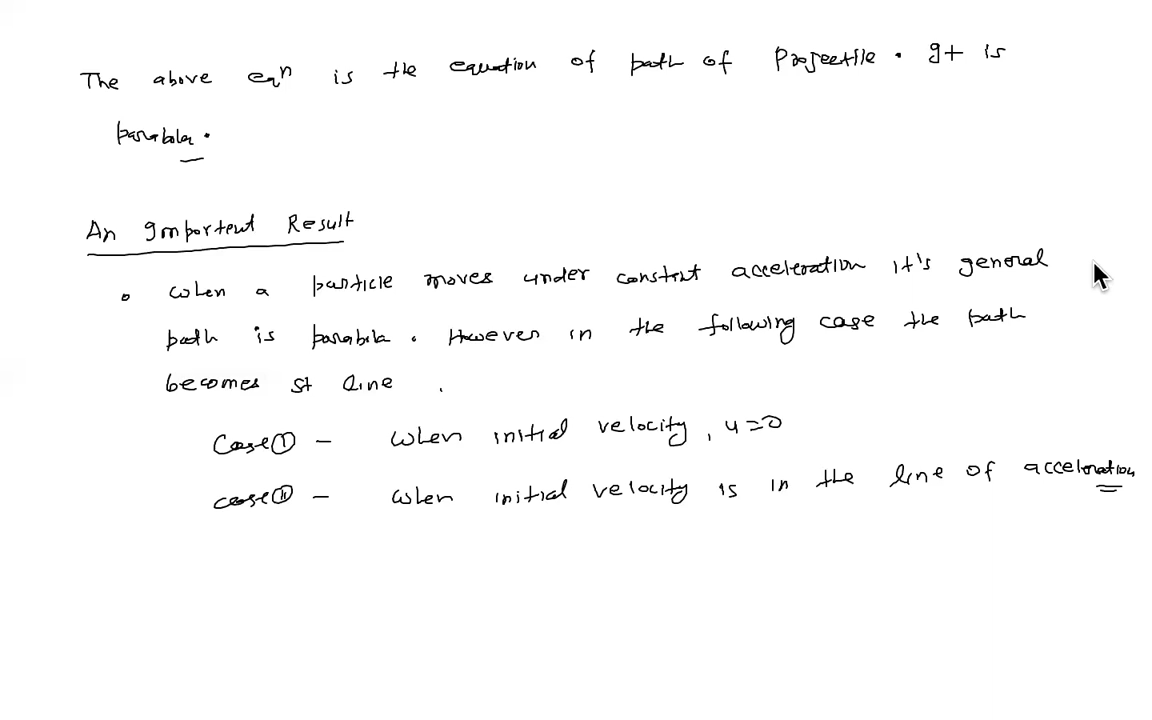 The above eqn is the equation of path of Projectile. It is
parabola.
An Important Result
when a particle moves under constant acceleration it's general
path is parabola. However in the following case the path
becomes st line.
Case ① - when initial velocity, u=0
case ⑪ - when initial velocity is in the line of acceleration